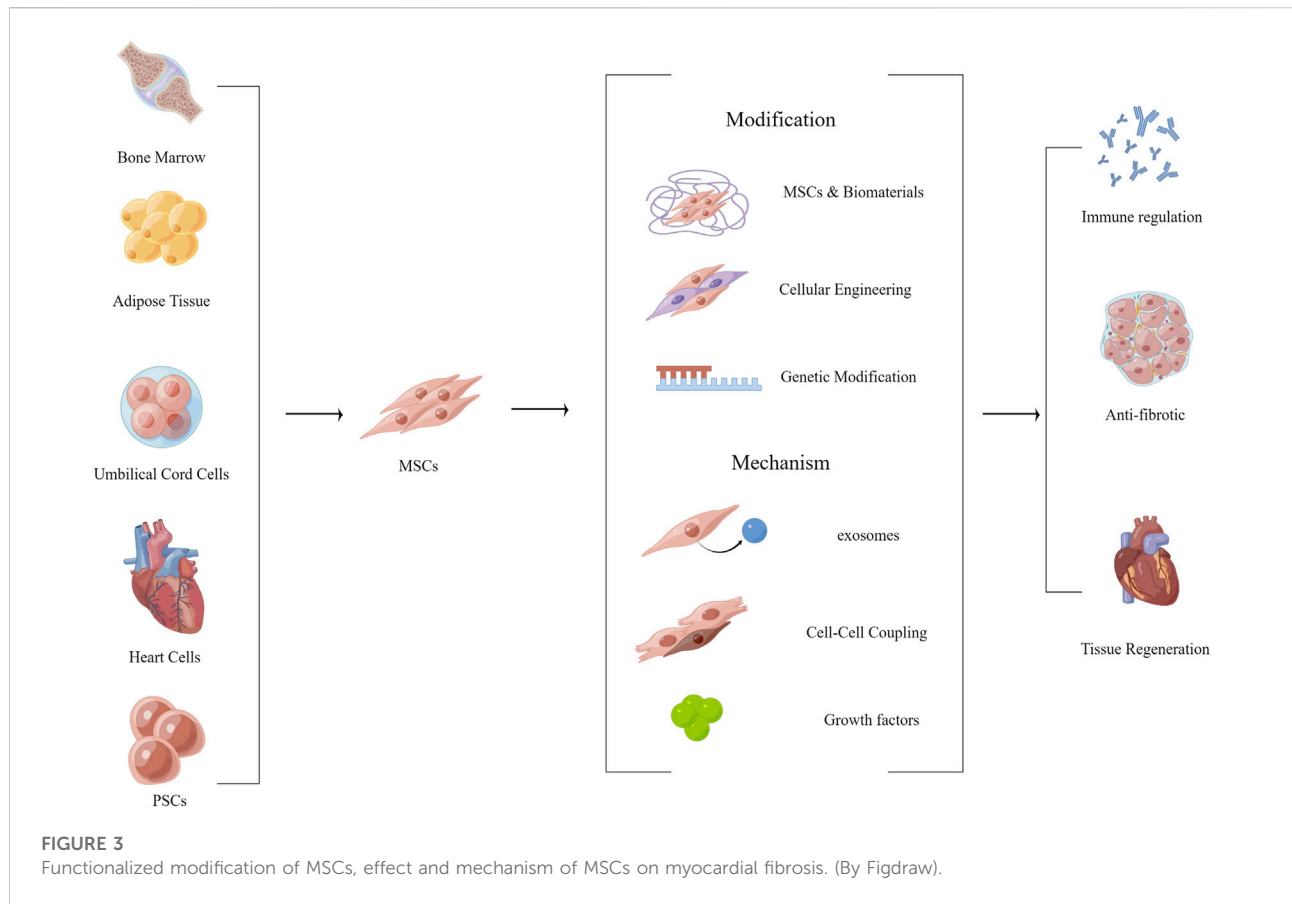 Bone Marrow
Adipose Tissue
Umbilical Cord Cells
Heart Cells
PSCs
MSCs
Modification
MSCs & Biomaterials
Cellular Engineering
Genetic Modification
Mechanism
exosomes
Cell-Cell Coupling
Growth factors
Immune regulation
Anti-fibrotic
Tissue Regeneration
FIGURE 3
Functionalized modification of MSCs, effect and mechanism of MSCs on myocardial fibrosis. (By Figdraw).